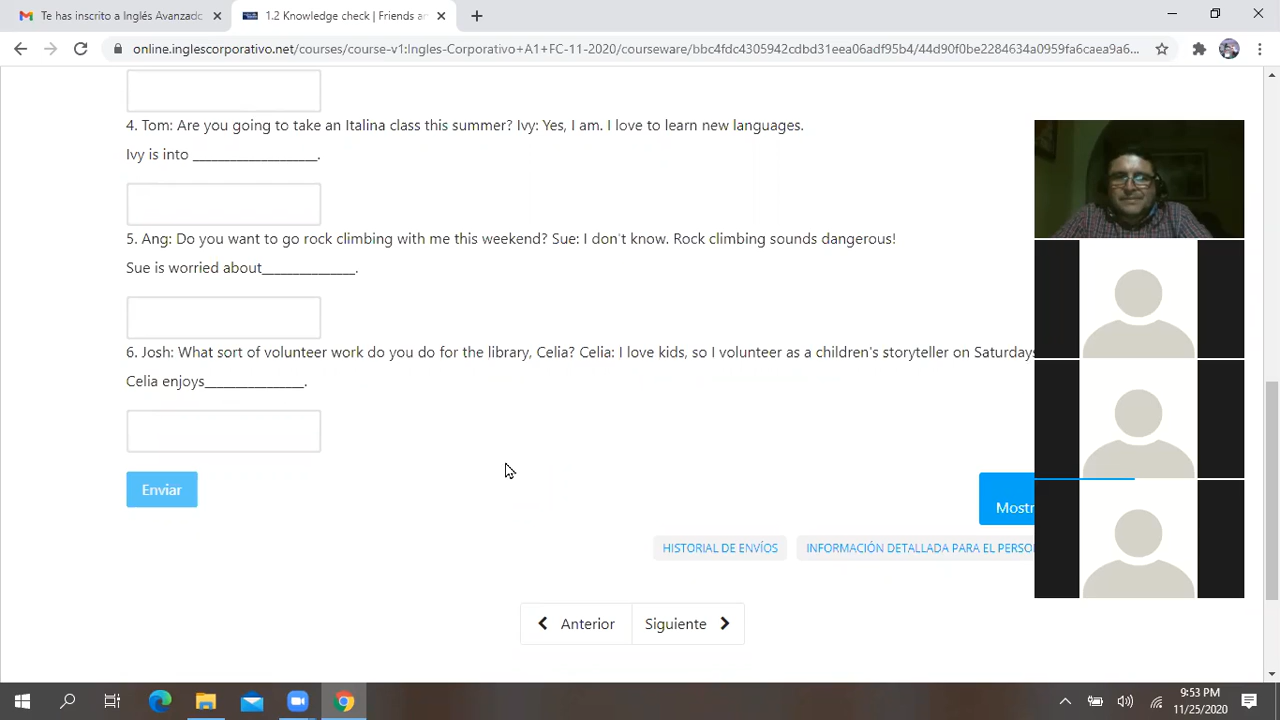 Te has inscrito a Inglés Avanzado
1.2 Knowledge check | Friends an
online.inglescorporativo.net/courses/course-v1:Ingles-Corporativo+A1+FC-11-2020/courseware/bbc4fdc4305942cdbd31eea06adf95b4/44d90f0be2284634a0959fa6caea9a6...
4. Tom: Are you going to take an Italina class this summer? Ivy: Yes, I am. I love to learn new languages.
Ivy is into ___________________.
5. Ang: Do you want to go rock climbing with me this weekend? Sue: I don't know. Rock climbing sounds dangerous!
Sue is worried about______________.
6. Josh: What sort of volunteer work do you do for the library, Celia? Celia: I love kids, so I volunteer as a children's storyteller on Saturdays
Celia enjoys_______________.
Enviar
Mostr
HISTORIAL DE ENVÍOS INFORMACIÓN DETALLADA PARA EL PERSO
Anterior Siguiente
9:53 PM
11/25/2020